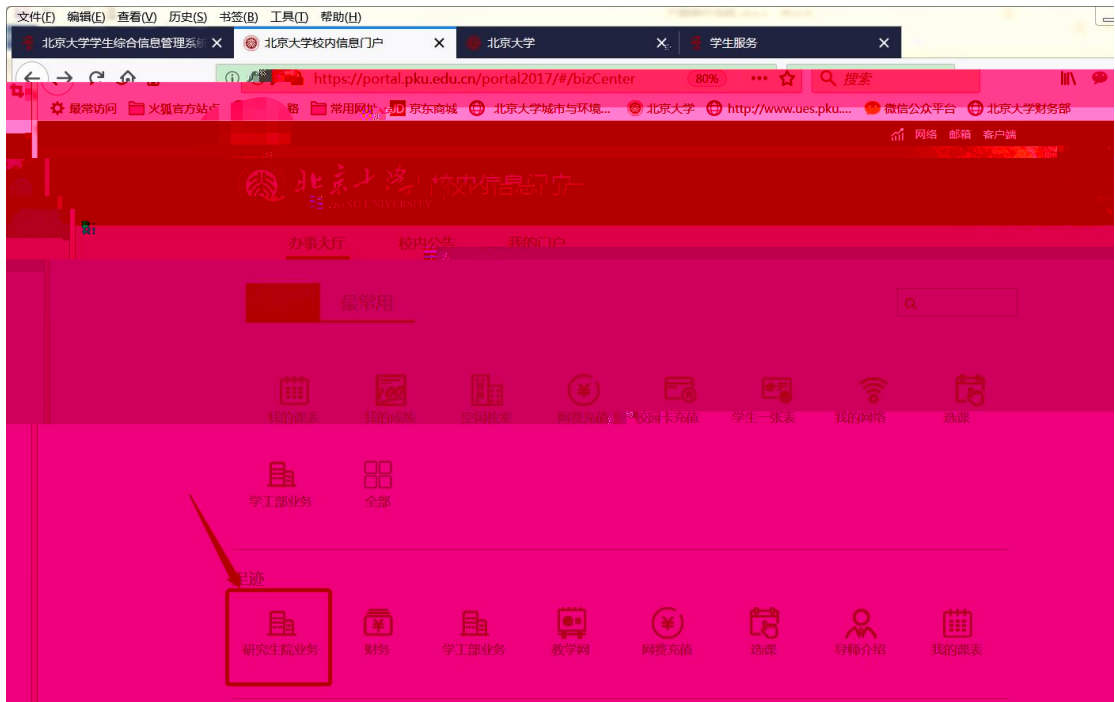 文件(F) 编辑(E) 查看(V) 历史(S) 书签(B) 工具(T) 帮助(H)
北京大学学生综合信息管理系统 × 北京大学校内信息门户 × 北京大学 × 学生服务 ×
https://portal.pku.edu.cn/portal2017/#/bizCenter 80% ••• 搜索
最常访问 火狐官方站点 常用网址 JD 京东商城 北京大学城市与环境... 北京大学 http://www.ues.pku.... 微信公众平台 北京大学财务部
网络 邮箱 客户端
北京大学 校内信息门户
办事大厅 校内公告 我的门户
最常用
我的课表 我的成绩 空闲教室 网费充值 校园卡充值 学生一张表 我的网络 选课
学工部业务 全部
足迹
研究生院业务 财务 学工部业务 教学网 网费充值 选课 导师介绍 我的课表